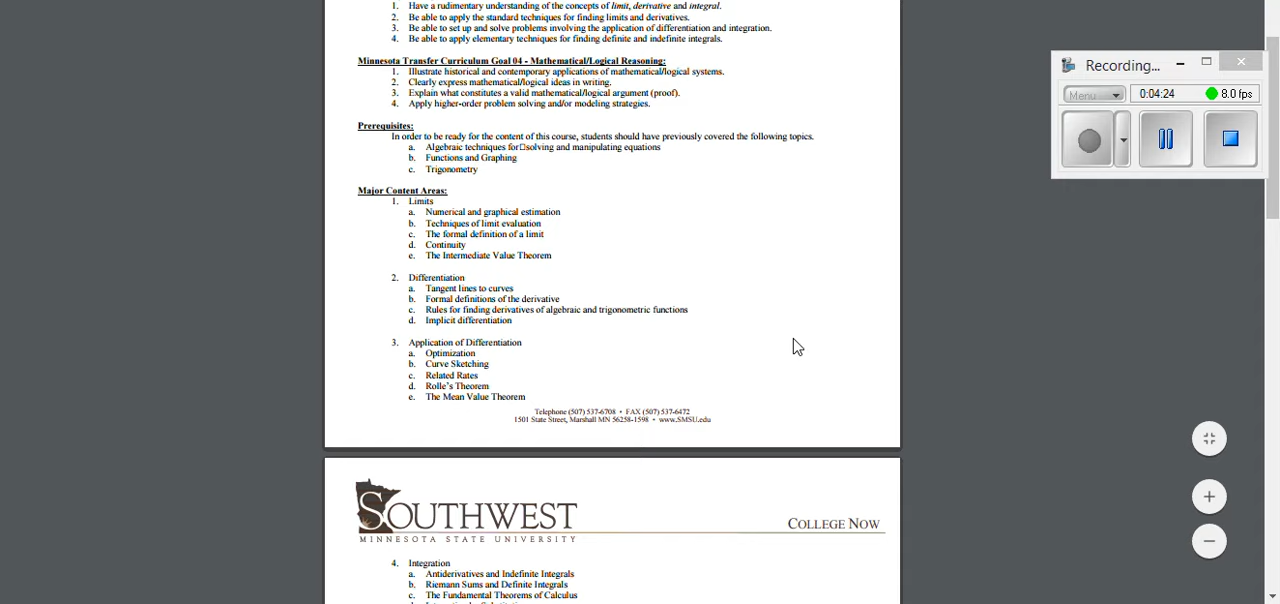 1. Have a rudimentary understanding of the concepts of limit, derivative and integral.
2. Be able to apply the standard techniques for finding limits and derivatives.
3. Be able to set up and solve problems involving the application of differentiation and integration.
4. Be able to apply elementary techniques for finding definite and indefinite integrals.
Minnesota Transfer Curriculum Goal 04 - Mathematical/Logical Reasoning:
1. Illustrate historical and contemporary applications of mathematical/logical systems.
2. Clearly express mathematical/logical ideas in writing.
3. Explain what constitutes a valid mathematical/logical argument (proof).
4. Apply higher-order problem solving and/or modeling strategies.
Prerequisites:
In order to be ready for the content of this course, students should have previously covered the following topics.
a. Algebraic techniques for□solving and manipulating equations
b. Functions and Graphing
c. Trigonometry
Major Content Areas:
1. Limits
a. Numerical and graphical estimation
b. Techniques of limit evaluation
c. The formal definition of a limit
d. Continuity
e. The Intermediate Value Theorem
2. Differentiation
a. Tangent lines to curves
b. Formal definitions of the derivative
c. Rules for finding derivatives of algebraic and trigonometric functions
d. Implicit differentiation
3. Application of Differentiation
a. Optimization
b. Curve Sketching
c. Related Rates
d. Rolle's Theorem
e. The Mean Value Theorem
Telephone (507) 537-6708 • FAX (507) 537-6472
1501 State Street, Marshall MN 56258-1598 • www.SMSU.edu
SOUTHWEST
MINNESOTA STATE UNIVERSITY
COLLEGE NOW
4. Integration
a. Antiderivatives and Indefinite Integrals
b. Riemann Sums and Definite Integrals
c. The Fundamental Theorems of Calculus
Recording...
Menu
0:04:24
8.0 fps